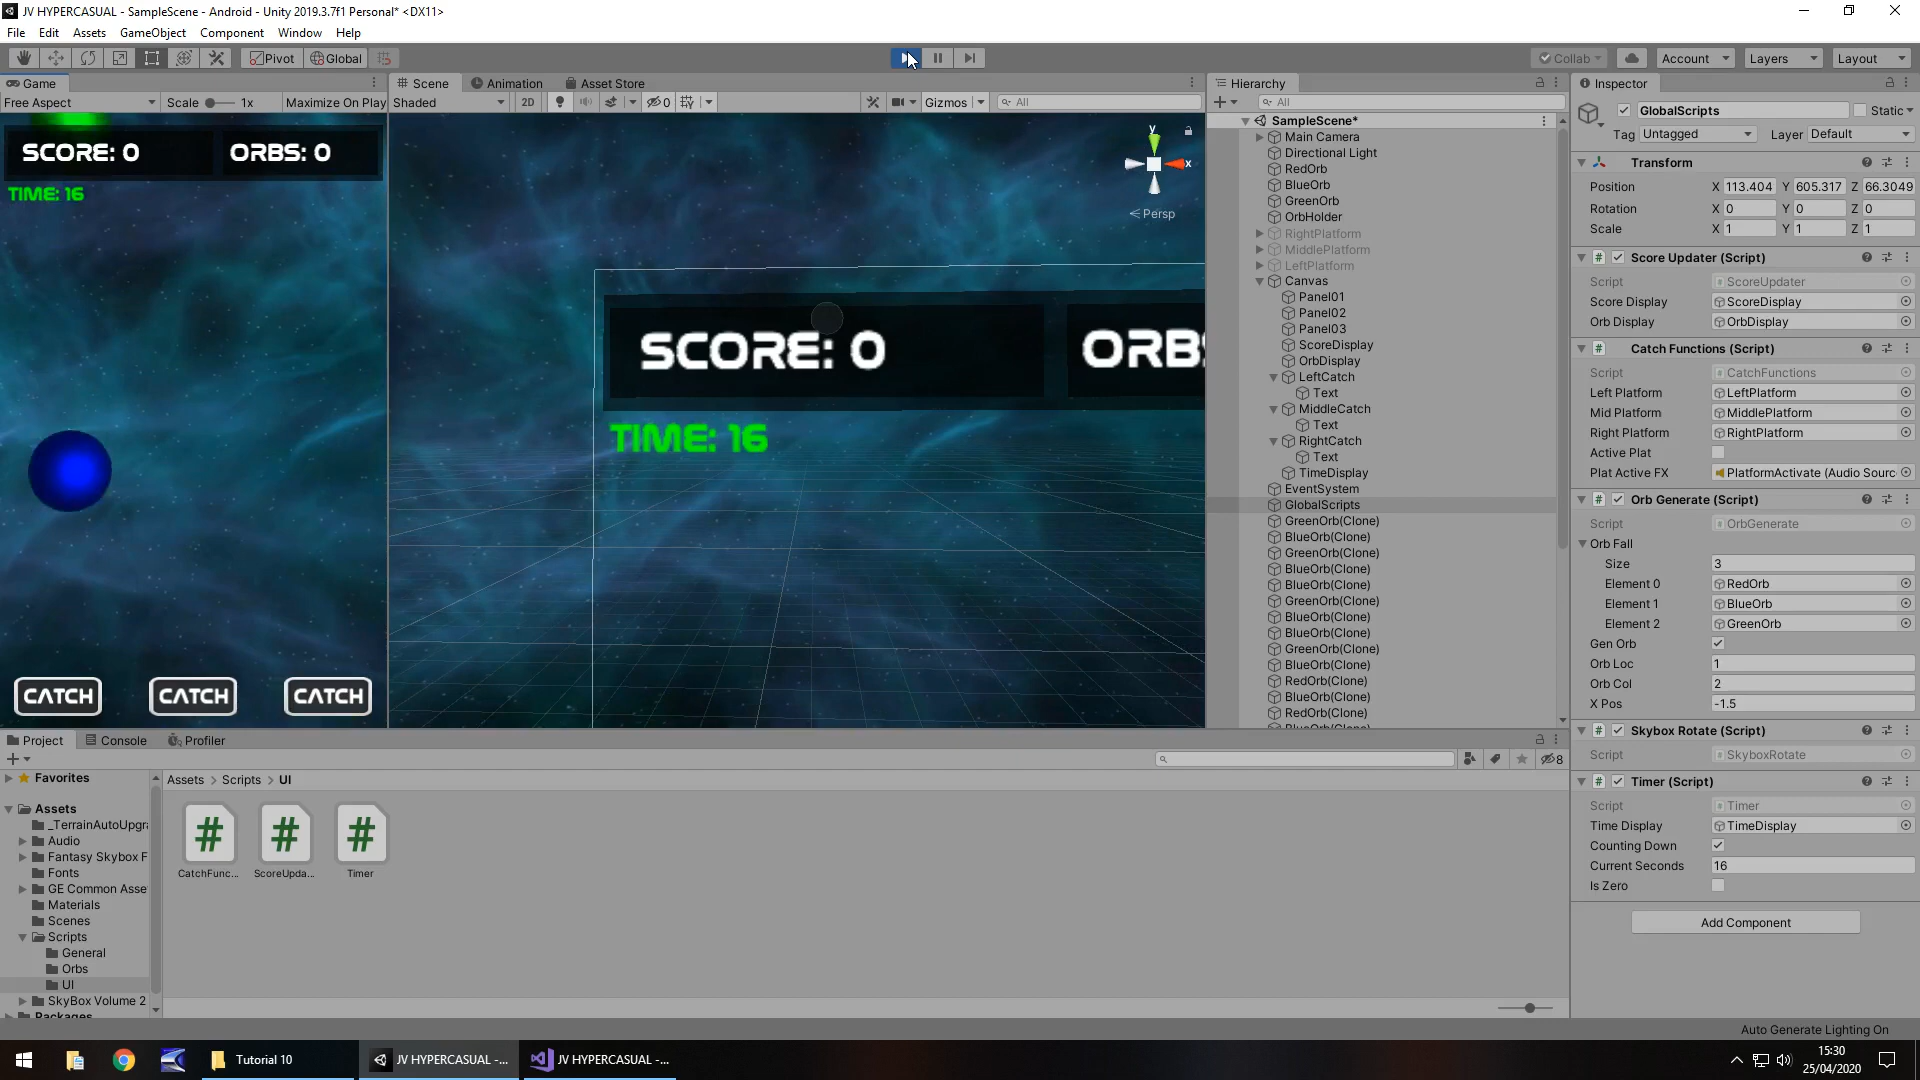 JV HYPERCASUAL - SampleScene - Android - Unity 2019.3.7f1 Personal* <DX11>
File Edit Assets GameObject Component Window Help
Pivot Global Collab Account Layers Layout
Game Scene Animation Asset Store Hierarchy Inspector
Free Aspect Scale 1x Maximize On Play Shaded 2D 0 Gizmos All All
SCORE: 0 ORBS: 0
TIME: 16
CATCH CATCH CATCH
y
x
Persp
SCORE: 0 ORBS
TIME: 16
SampleScene*
Main Camera
Directional Light
RedOrb
BlueOrb
GreenOrb
OrbHolder
RightPlatform
MiddlePlatform
LeftPlatform
Canvas
Panel01
Panel02
Panel03
ScoreDisplay
OrbDisplay
LeftCatch
Text
MiddleCatch
Text
RightCatch
Text
TimeDisplay
EventSystem
GlobalScripts
GreenOrb(Clone)
BlueOrb(Clone)
GreenOrb(Clone)
BlueOrb(Clone)
BlueOrb(Clone)
GreenOrb(Clone)
BlueOrb(Clone)
BlueOrb(Clone)
GreenOrb(Clone)
BlueOrb(Clone)
RedOrb(Clone)
BlueOrb(Clone)
RedOrb(Clone)
BlueOrb(Clone)
GlobalScripts Static
Tag Untagged Layer Default
Transform
Position X 113.404 Y 605.317 Z 66.3049
Rotation X 0 Y 0 Z 0
Scale X 1 Y 1 Z 1
# Score Updater (Script)
Script ScoreUpdater
Score Display ScoreDisplay
Orb Display OrbDisplay
# Catch Functions (Script)
Script CatchFunctions
Left Platform LeftPlatform
Mid Platform MiddlePlatform
Right Platform RightPlatform
Active Plat
Plat Active FX PlatformActivate (Audio Sourc
# Orb Generate (Script)
Script OrbGenerate
Orb Fall
Size 3
Element 0 RedOrb
Element 1 BlueOrb
Element 2 GreenOrb
Gen Orb
Orb Loc 1
Orb Col 2
X Pos -1.5
# Skybox Rotate (Script)
Script SkyboxRotate
# Timer (Script)
Script Timer
Time Display TimeDisplay
Counting Down
Current Seconds 16
Is Zero
Add Component
Project Console Profiler
8
Favorites
Assets
_TerrainAutoUpgra
Audio
Fantasy Skybox F
Fonts
GE Common Asse
Materials
Scenes
Scripts
General
Orbs
UI
SkyBox Volume 2
Packages
Assets > Scripts > UI
# # #
CatchFunc... ScoreUpda... Timer
Auto Generate Lighting On
Tutorial 10 JV HYPERCASUAL -... JV HYPERCASUAL -...
15:30
25/04/2020